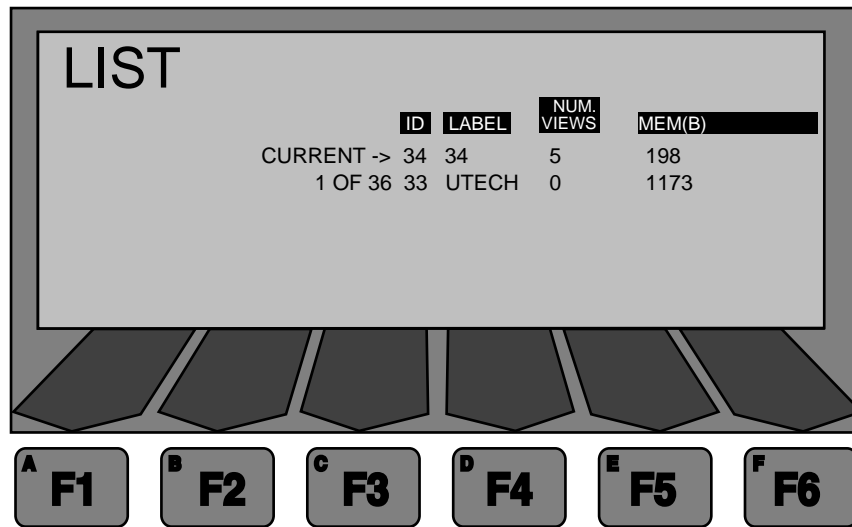 LIST
NUM.
ID LABEL VIEWS MEM(B)
CURRENT -> 34 34 5 198
1 OF 36 33 UTECH 0 1173
A F1 B F2 C F3 D F4 E F5 F F6